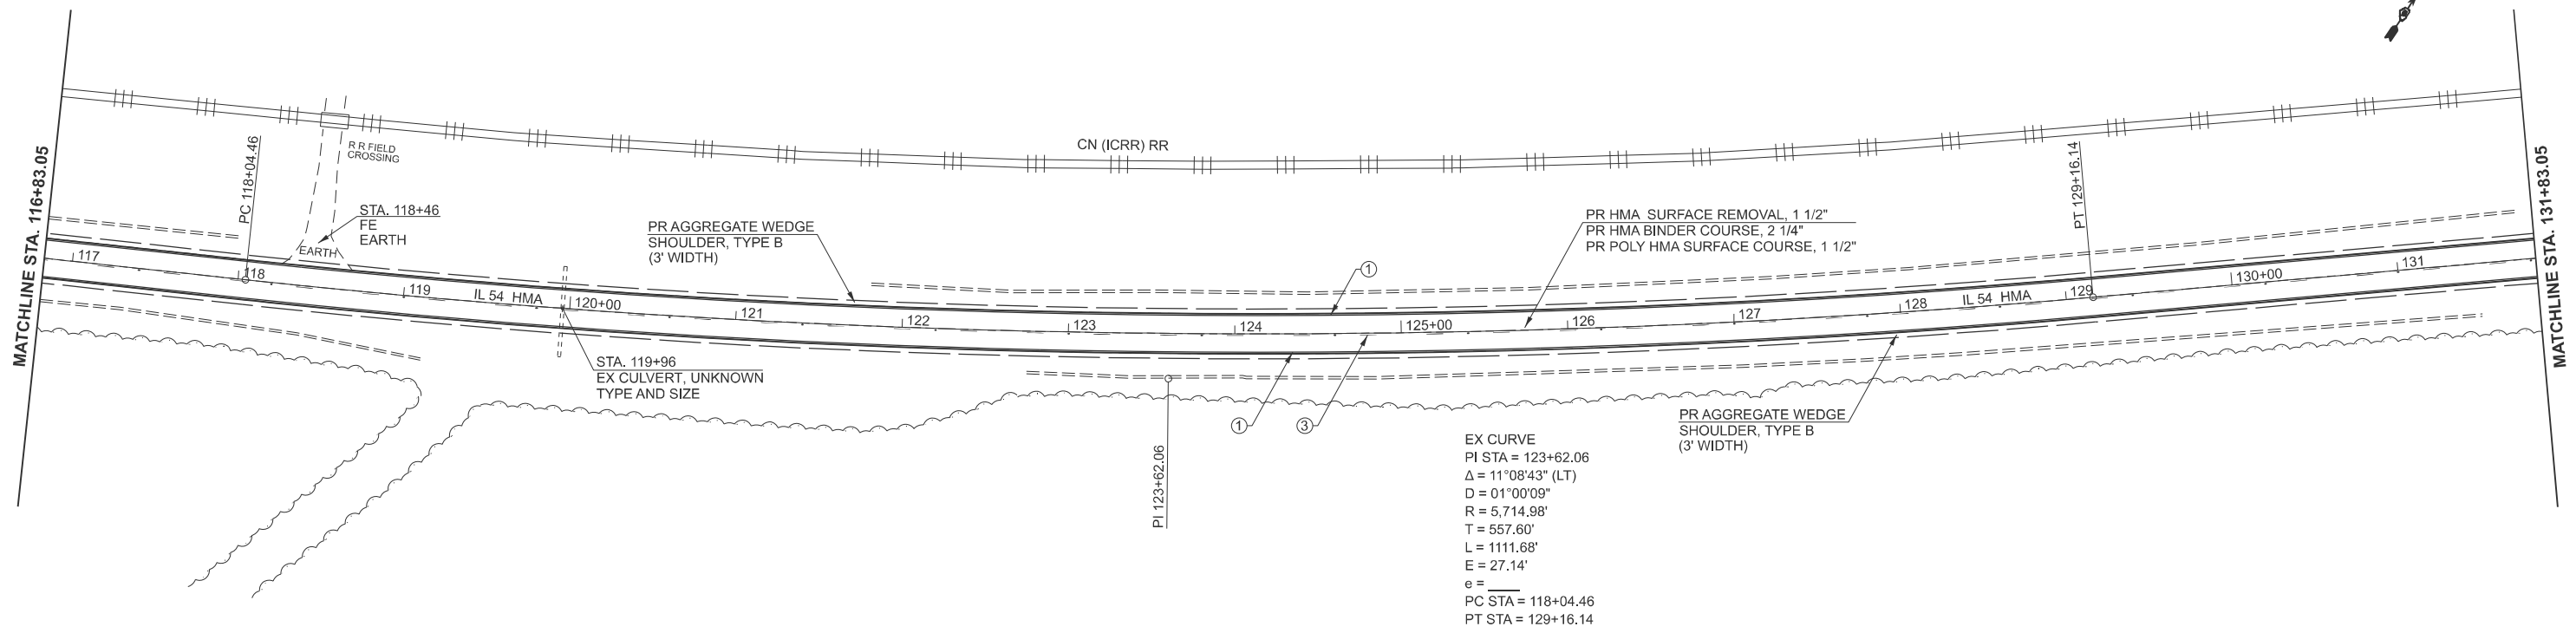 MATCHLINE STA. 116+83.05
PC 118+04.46
R R FIELD
CROSSING
STA. 118+46
FE
EARTH
EARTH
CN (ICRR) RR
PR AGGREGATE WEDGE
SHOULDER, TYPE B
(3' WIDTH)
PR HMA SURFACE REMOVAL, 1 1/2"
PR HMA BINDER COURSE, 2 1/4"
PR POLY HMA SURFACE COURSE, 1 1/2"
PT 129+16.14
MATCHLINE STA. 131+83.05
1
117
118
119
IL 54 HMA
120+00
121
122
123
124
125+00
126
127
128
IL 54 HMA
129
130+00
131
STA. 119+96
EX CULVERT, UNKNOWN
TYPE AND SIZE
PI 123+62.06
1
3
PR AGGREGATE WEDGE
SHOULDER, TYPE B
(3' WIDTH)
EX CURVE
PI STA = 123+62.06
Δ = 11°08'43" (LT)
D = 01°00'09"
R = 5,714.98'
T = 557.60'
L = 1111.68'
E = 27.14'
e = ____
PC STA = 118+04.46
PT STA = 129+16.14